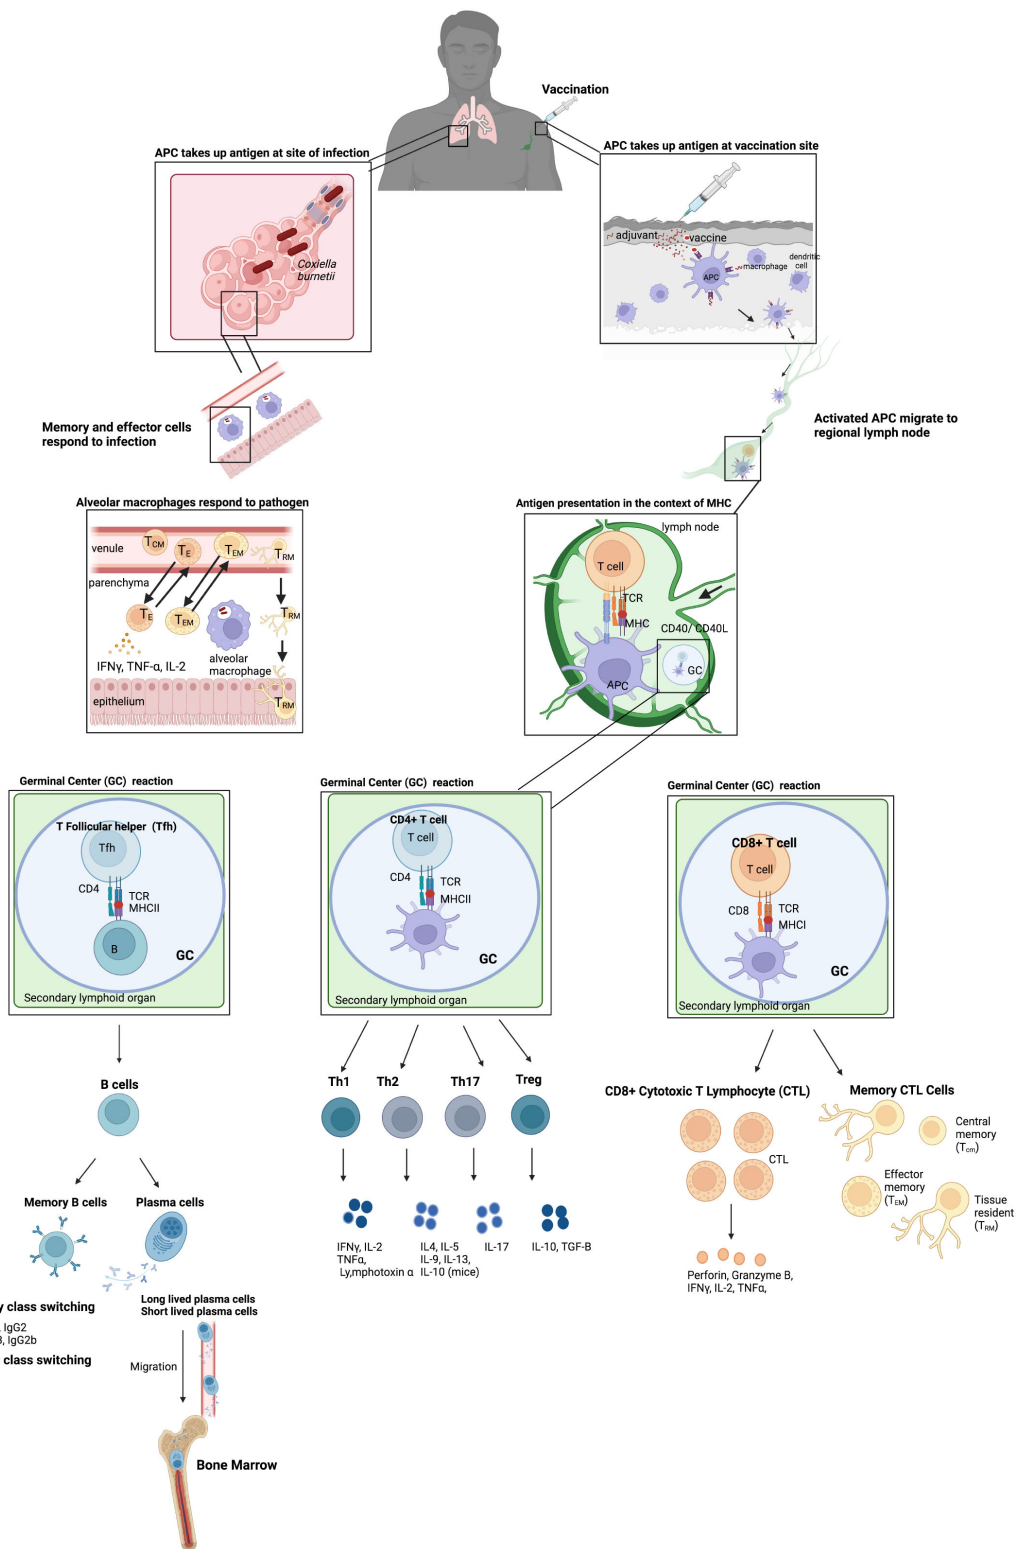 Vaccination
APC takes up antigen at site of infection
APC takes up antigen at vaccination site
Coxiella
burnetii
adjuvant
vaccine
APC
macrophage
dendritic
cell
Memory and effector cells
respond to infection
Activated APC migrate to
regional lymph node
Alveolar macrophages respond to pathogen
venule
TCM
TE
TEM
TRM
parenchyma
TE
TEM
TRM
IFNγ, TNF-α, IL-2
alveolar
macrophage
epithelium
TRM
Antigen presentation in the context of MHC
lymph node
T cell
TCR
MHC
CD40/ CD40L
GC
APC
Germinal Center (GC) reaction
T Follicular helper (Tfh)
Tfh
CD4
TCR
MHCII
B
GC
Secondary lymphoid organ
Germinal Center (GC) reaction
CD4+ T cell
T cell
CD4
TCR
MHCII
GC
Secondary lymphoid organ
Germinal Center (GC) reaction
CD8+ T cell
T cell
CD8
TCR
MHCI
GC
Secondary lymphoid organ
B cells
Memory B cells
Plasma cells
y class switching
, IgG2
, IgG2b
class switching
Long lived plasma cells
Short lived plasma cells
Migration
Bone Marrow
Th1
Th2
Th17
Treg
IFNγ, IL-2
TNFα,
Ly,mphotoxin α
IL4, IL-5
IL-9, IL-13,
IL-10 (mice)
IL-17
IL-10, TGF-B
CD8+ Cytotoxic T Lymphocyte (CTL)
CTL
Perforin, Granzyme B,
IFNγ, IL-2, TNFα,
Memory CTL Cells
Central
memory
(Tcm)
Effector
memory
(TEM)
Tissue
resident
(TRM)